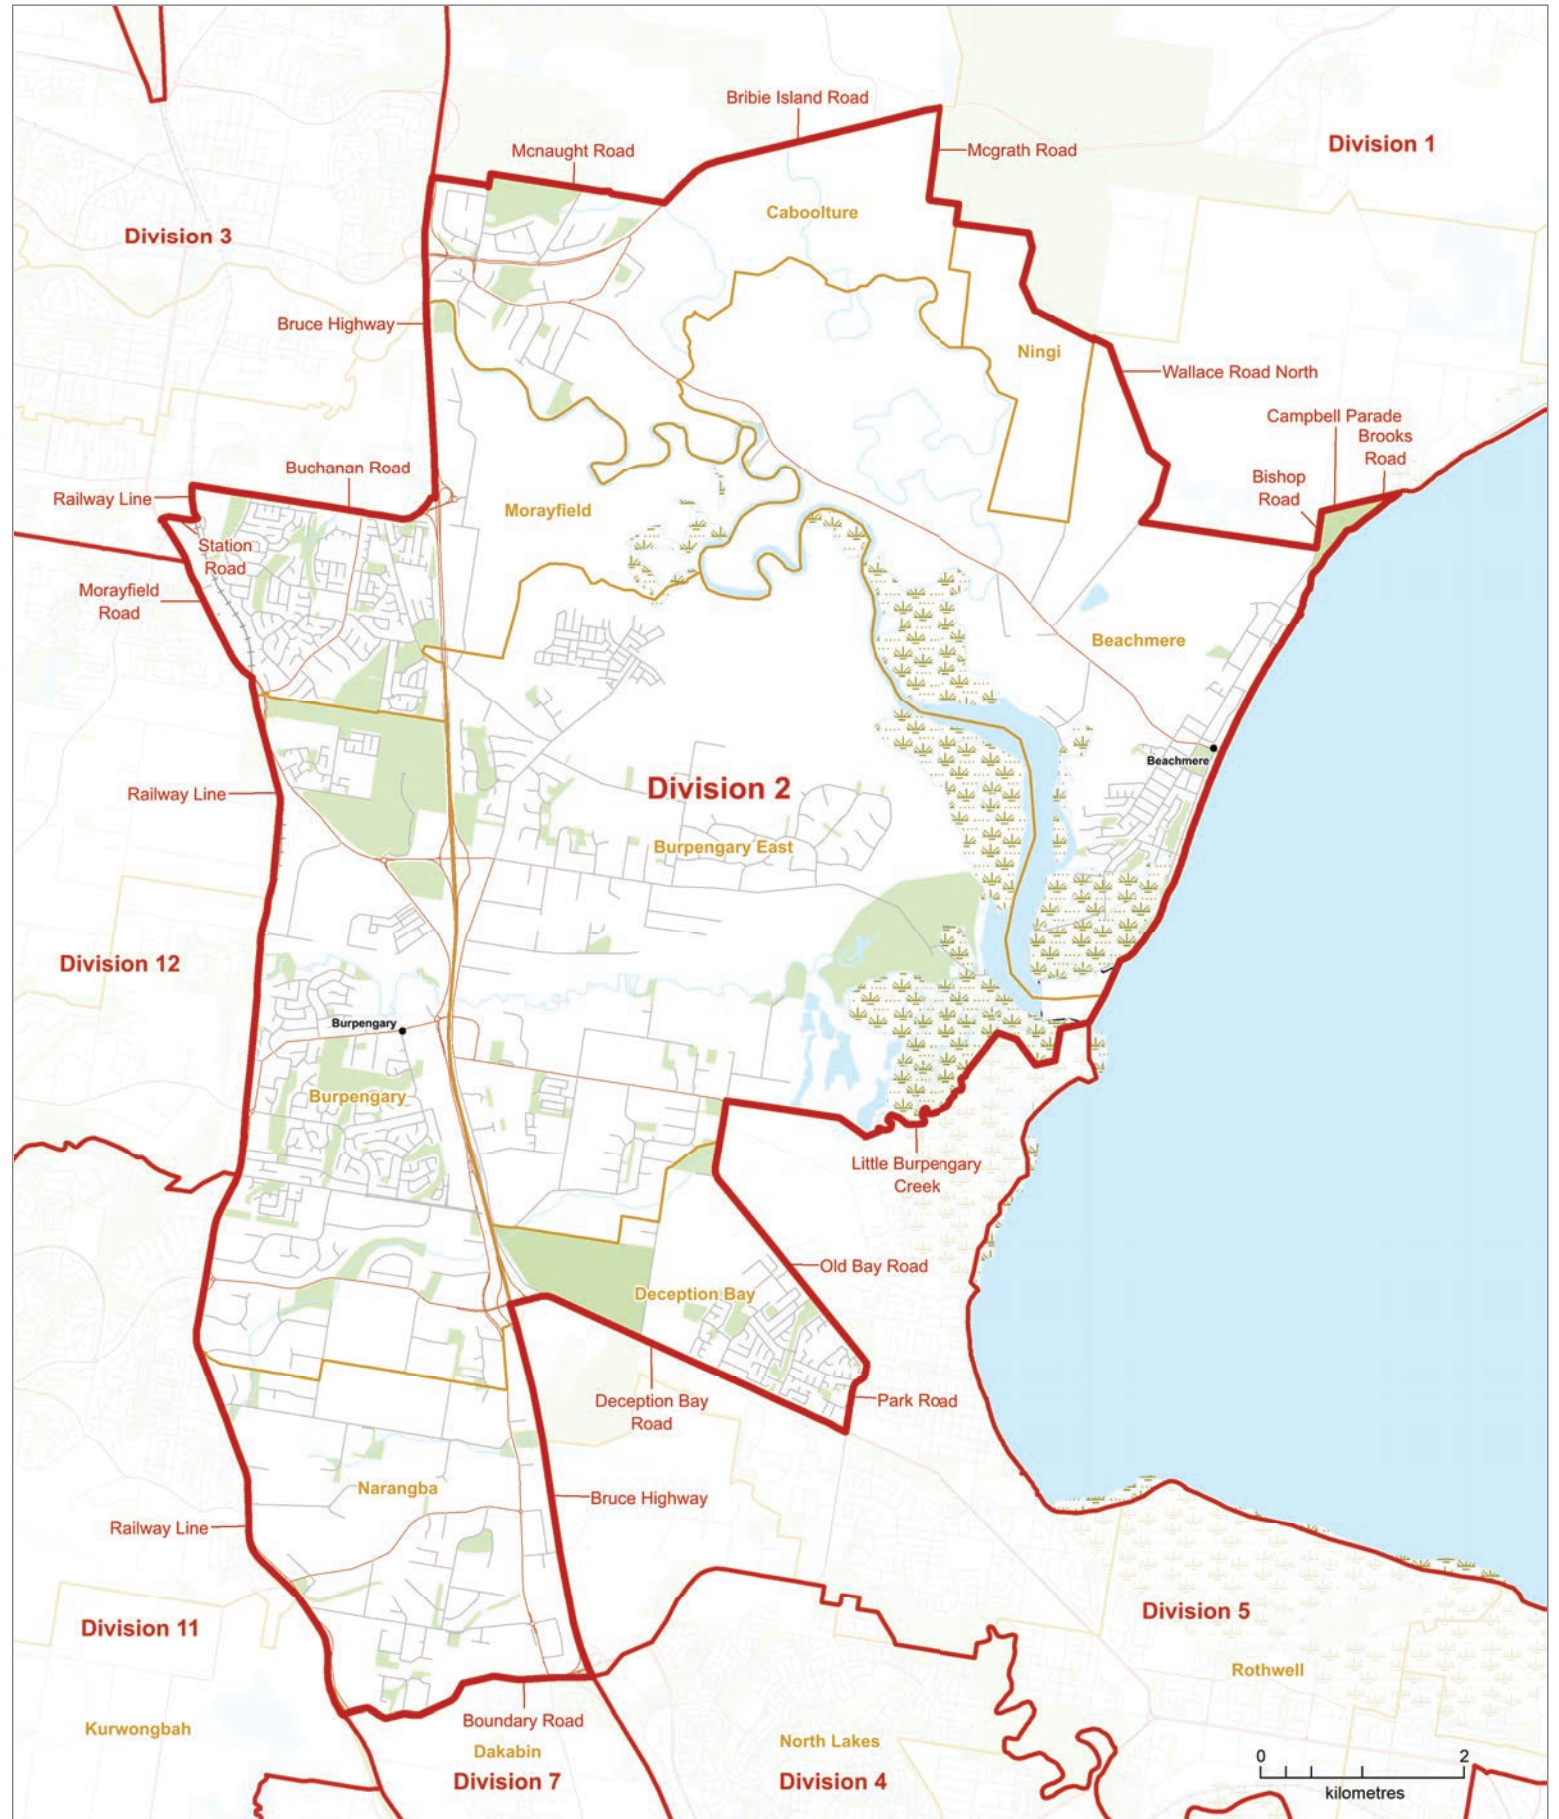 Bribie Island Road
Mcnaught Road
Mcgrath Road
Division 1
Caboolture
Division 3
Bruce Highway
Ningi
Wallace Road North
Campbell Parade
Brooks
Road
Buchanan Road
Bishop
Road
Railway Line
Morayfield
Station
Road
Morayfield
Road
Beachmere
Beachmere
Division 2
Railway Line
Burpengary East
Division 12
Burpengary
Burpengary
Little Burpengary
Creek
Old Bay Road
Deception Bay
Deception Bay
Road
Park Road
Narangba
Bruce Highway
Railway Line
Division 11
Division 5
Rothwell
Kurwongbah
Boundary Road
Dakabin
Division 7
North Lakes
Division 4
0 2
kilometres